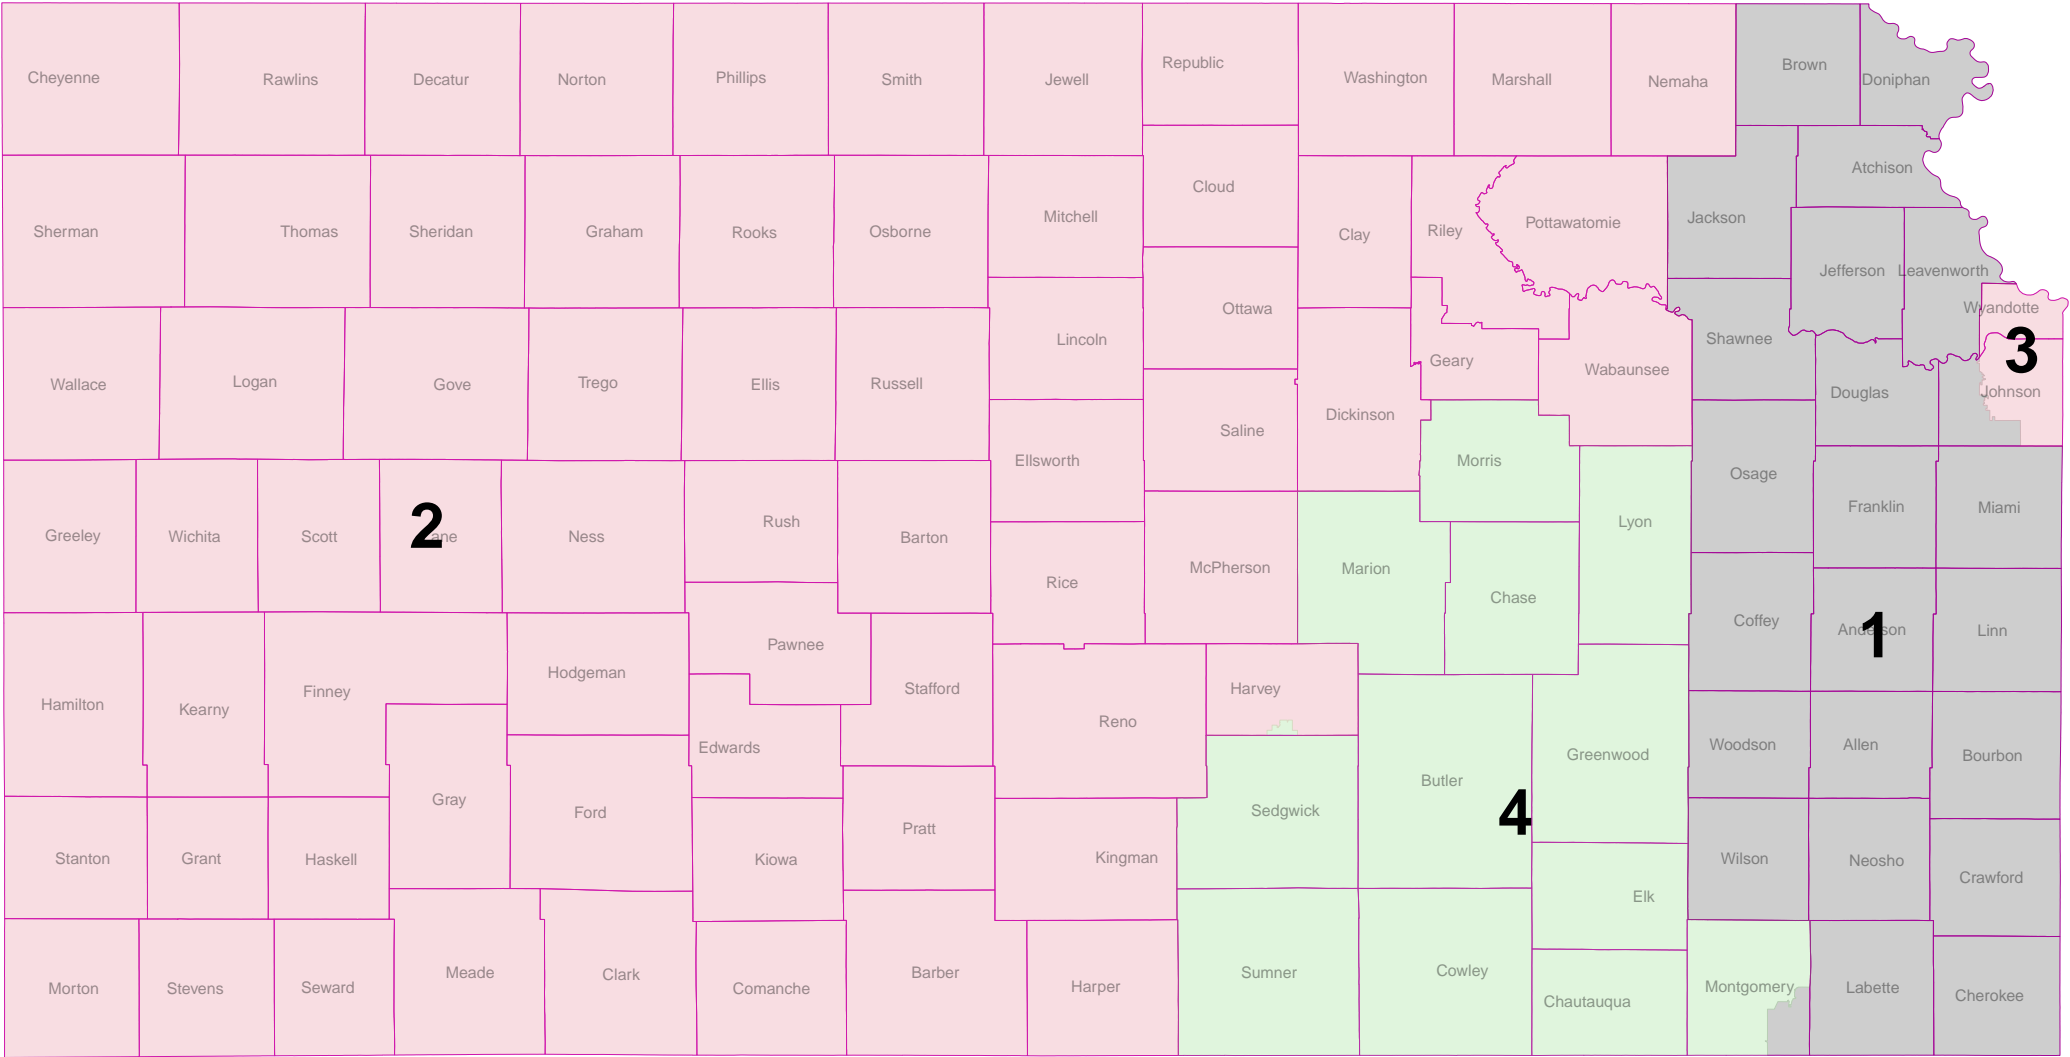 Cheyenne
Rawlins
Decatur
Norton
Phillips
Smith
Jewell
Republic
Washington
Marshall
Nemaha
Brown
Doniphan
Sherman
Thomas
Sheridan
Graham
Rooks
Osborne
Mitchell
Cloud
Clay
Riley
Pottawatomie
Jackson
Atchison
Jefferson
Leavenworth
Wyandotte
3
Johnson
Wallace
Logan
Gove
Trego
Ellis
Russell
Lincoln
Ottawa
Saline
Dickinson
Geary
Wabaunsee
Shawnee
Douglas
Greeley
Wichita
Scott
2
Ness
Rush
Barton
Ellsworth
Rice
McPherson
Marion
Morris
Chase
Lyon
Osage
Franklin
Miami
Coffey
Anderson
1
Linn
Hamilton
Kearny
Finney
Hodgeman
Pawnee
Edwards
Stafford
Reno
Harvey
Sedgwick
Butler
4
Greenwood
Woodson
Allen
Bourbon
Stanton
Grant
Haskell
Gray
Ford
Kiowa
Pratt
Kingman
Elk
Wilson
Neosho
Crawford
Morton
Stevens
Seward
Meade
Clark
Comanche
Barber
Harper
Sumner
Cowley
Chautauqua
Montgomery
Labette
Cherokee